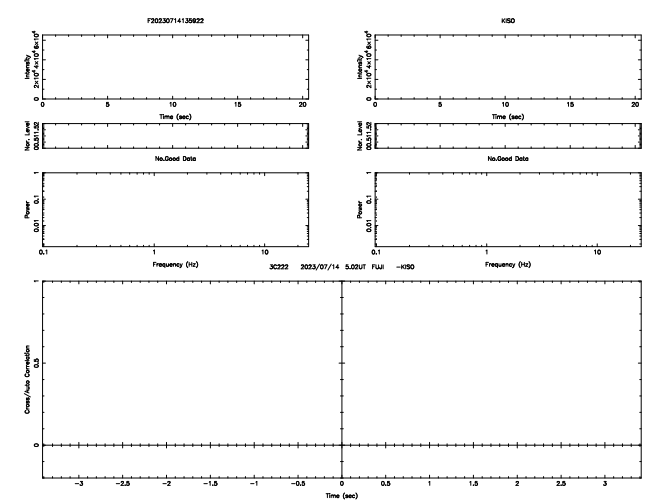 F20230714135922 KISO
Intensity 0 2×10⁴ 4×10⁴ 6×10⁴ Intensity 0 2×10⁴ 4×10⁴ 6×10⁴
0 5 10 15 20 0 5 10 15 20
Time (sec) Time (sec)
Nor. Level 00.511.52 Nor. Level 00.511.52
No.Good Data No.Good Data
Power 0.01 0.1 1 Power 0.01 0.1 1
0.1 1 10 0.1 1 10
Frequency (Hz) Frequency (Hz)
3C222 2023/07/14 5.02UT FUJI -KISO
Cross/Auto Correlation 0 0.5 1
-3 -2.5 -2 -1.5 -1 -0.5 0 0.5 1 1.5 2 2.5 3
Time (sec)